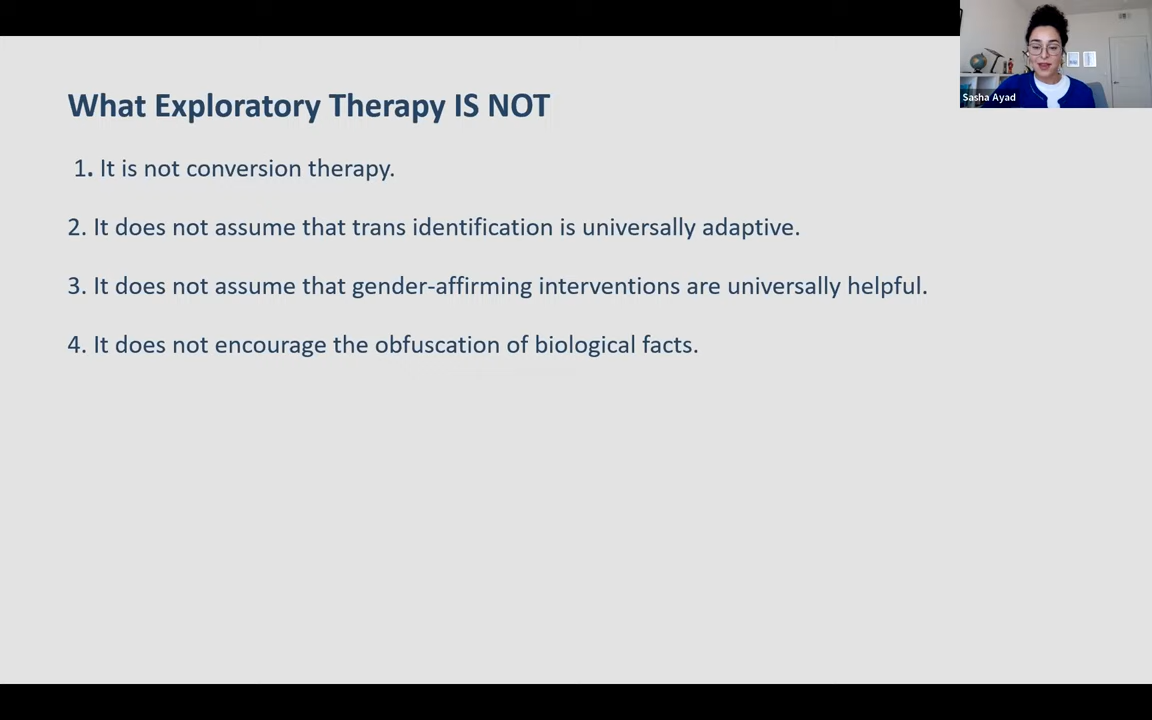 What Exploratory Therapy IS NOT
1. It is not conversion therapy.
2. It does not assume that trans identification is universally adaptive.
3. It does not assume that gender-affirming interventions are universally helpful.
4. It does not encourage the obfuscation of biological facts.
Sasha Ayad